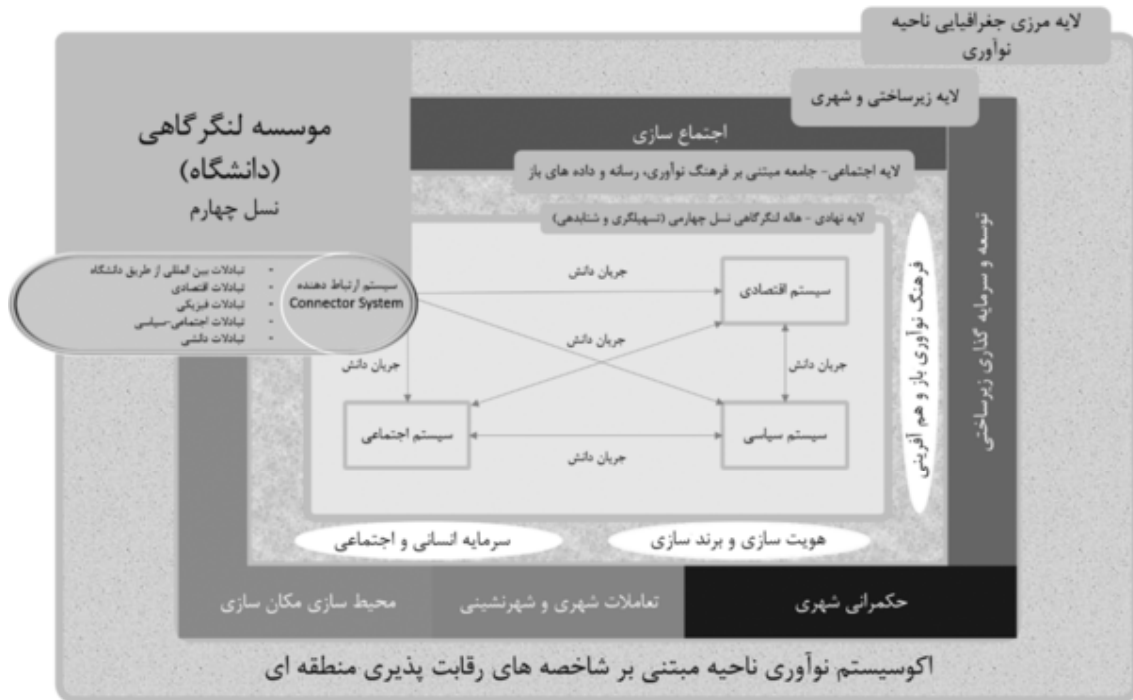 لایه مرزی جغرافیایی ناحیه
نوآوری
لایه زیرساختی و شهری
موسسه لنگرگاهی
(دانشگاه)
نسل چهارم
اجتماع سازی
لایه اجتماعی- جامعه مبتنی بر فرهنگ نوآوری، رسانه و داده های باز
لایه نهادی - هاله لنگرگاهی نسل چهارمی (تسهیلگری و شتابدهی)
سیستم ارتباط دهنده
Connector System
• تبادلات بین المللی از طریق دانشگاه
• تبادلات اقتصادی
• تبادلات فیزیکی
• تبادلات اجتماعی-سیاسی
• تبادلات دانشی
جریان دانش
سیستم اقتصادی
جریان دانش
جریان دانش
جریان دانش
سیستم سیاسی
سیستم اجتماعی
جریان دانش
فرهنگ نوآوری باز و هم آفرینی
توسعه و سرمایه گذاری زیرساختی
هویت سازی و برند سازی
سرمایه انسانی و اجتماعی
حکمرانی شهری
تعاملات شهری و شهرنشینی
محیط سازی مکان سازی
اکوسیستم نوآوری ناحیه مبتنی بر شاخصه های رقابت پذیری منطقه ای